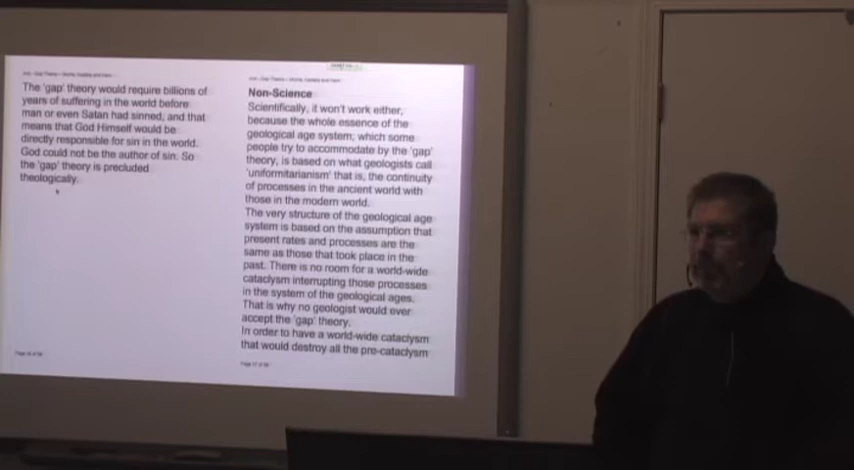 The 'gap' theory would require billions of
years of suffering in the world before
man or even Satan had sinned, and that
means that God Himself would be
directly responsible for sin in the world.
God could not be the author of sin. So
the 'gap' theory is precluded
theologically.
Non-Science
Scientifically, it won't work either,
because the whole essence of the
geological age system, which some
people try to accommodate by the 'gap'
theory, is based on what geologists call
'uniformitarianism' that is, the continuity
of processes in the ancient world with
those in the modern world.
The very structure of the geological age
system is based on the assumption that
present rates and processes are the
same as those that took place in the
past. There is no room for a world-wide
cataclysm interrupting those processes
in the system of the geological ages.
That is why no geologist would ever
accept the 'gap' theory.
In order to have a world-wide cataclysm
that would destroy all the pre-cataclysm